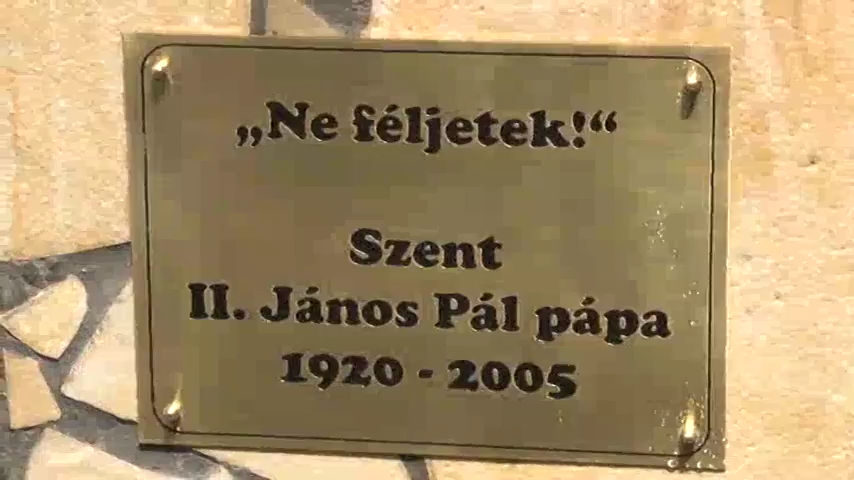 „Ne féljetek!“
Szent
II. János Pál pápa
1920 - 2005